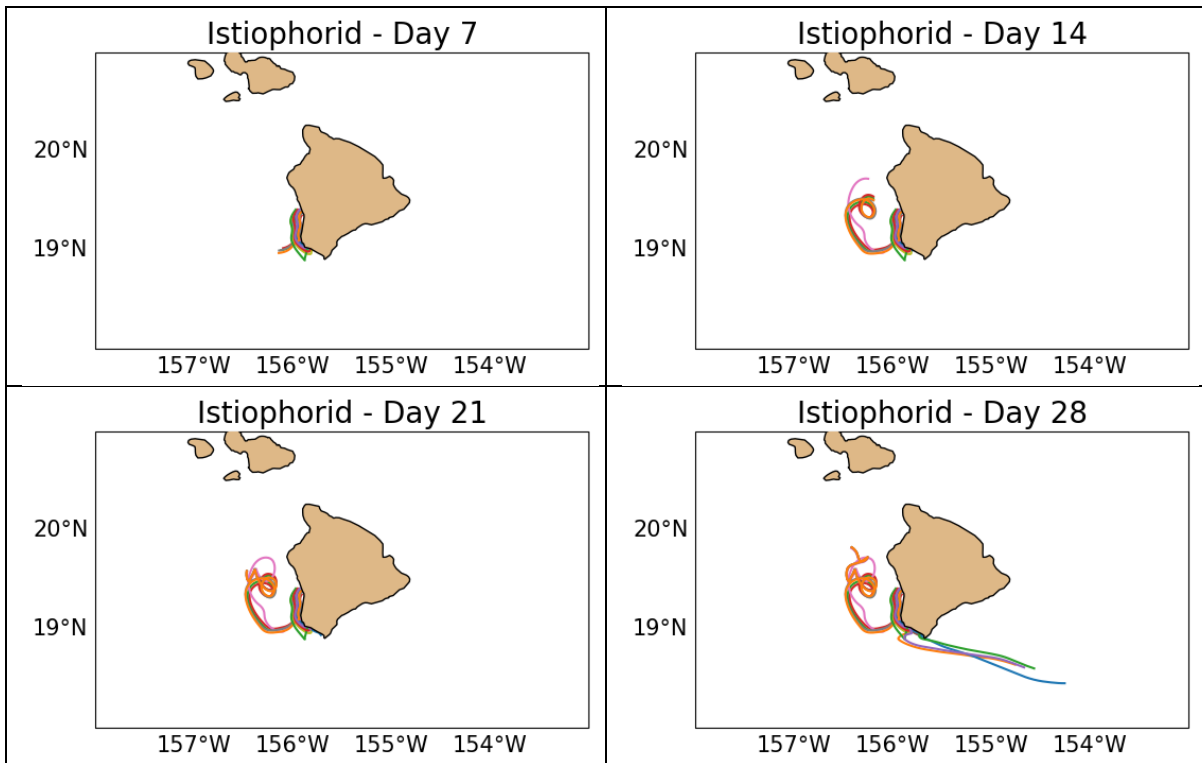 Istiophorid - Day 7
20°N
19°N
157°W 156°W 155°W 154°W
Istiophorid - Day 14
20°N
19°N
157°W 156°W 155°W 154°W
Istiophorid - Day 21
20°N
19°N
157°W 156°W 155°W 154°W
Istiophorid - Day 28
20°N
19°N
157°W 156°W 155°W 154°W